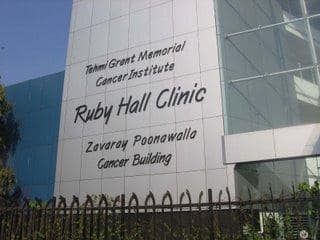 Tehmi Grant Memorial
Cancer Institute
Ruby Hall Clinic
Zavaray Poonawalla
Cancer Building